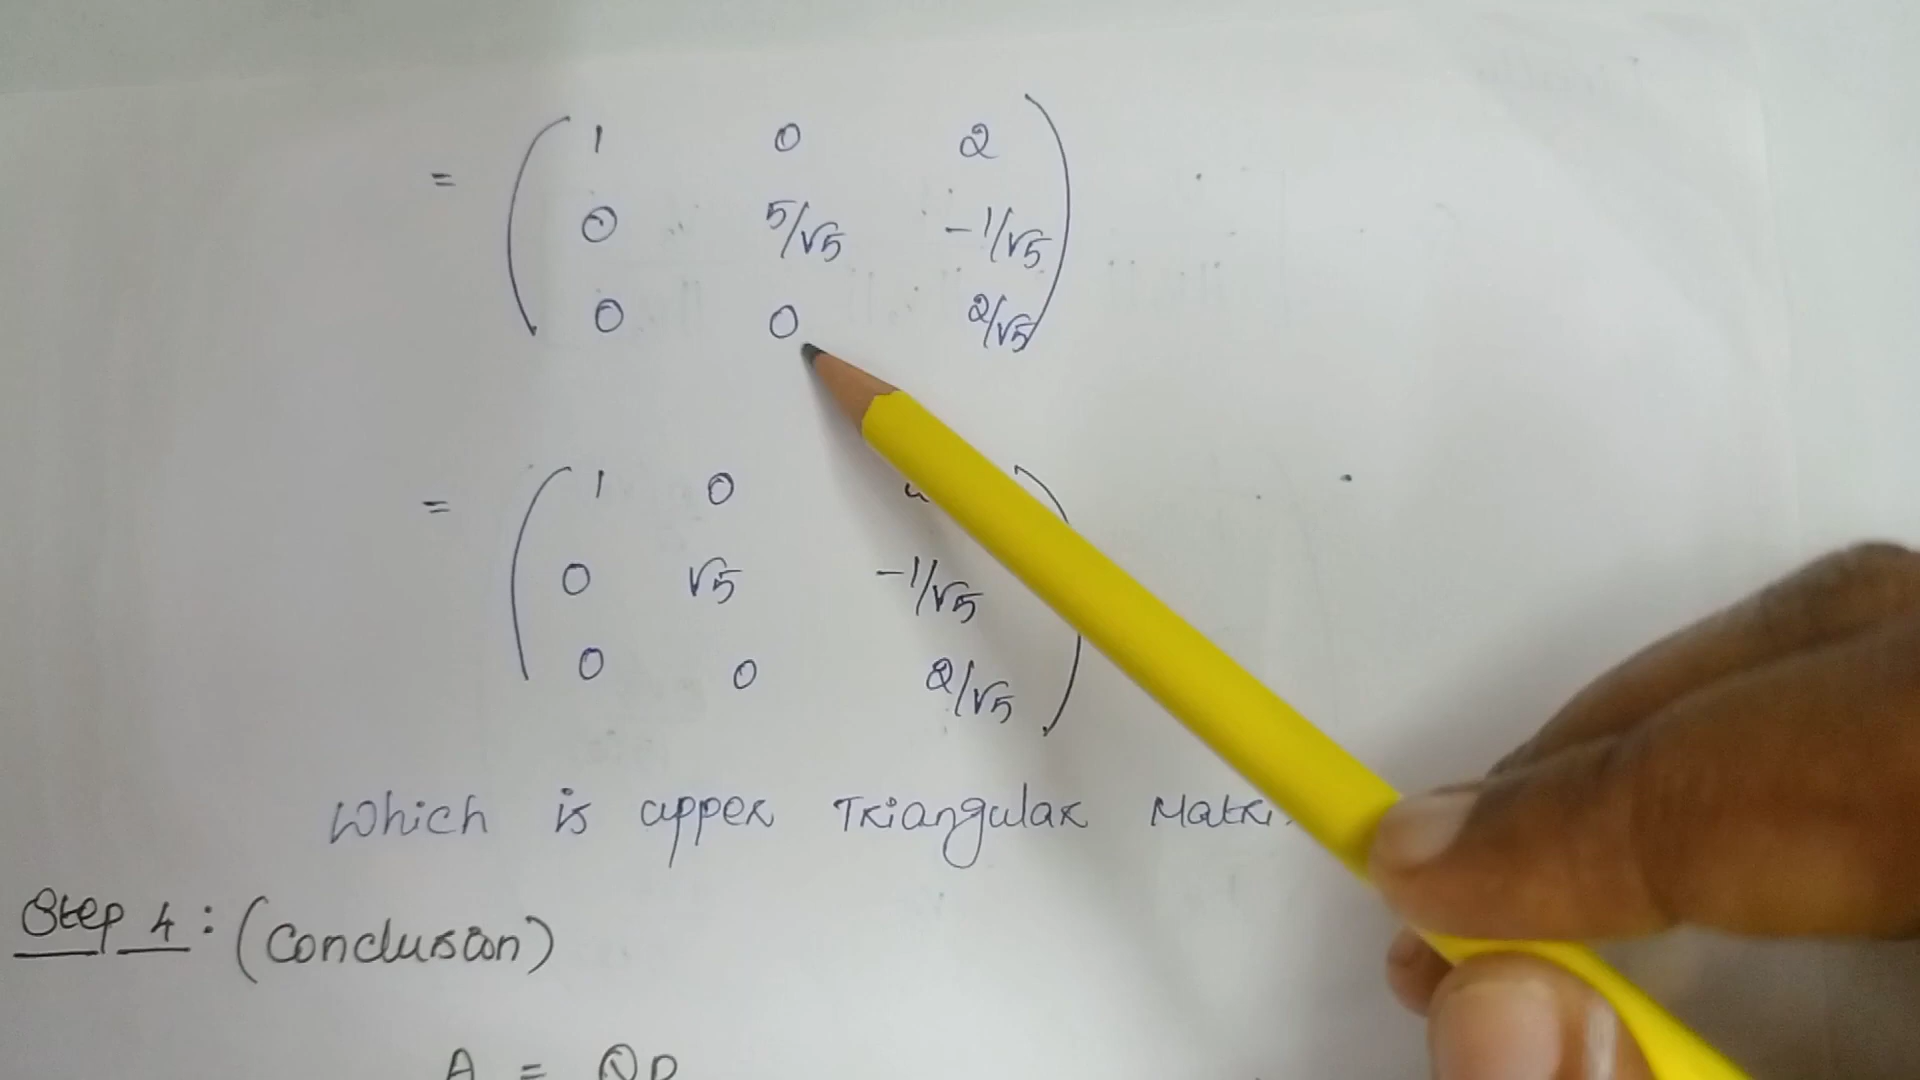 = ( 1 0 2
0 5/√5 -1/√5
0 0 2/√5 )
= ( 1 0
0 √5 -1/√5
0 0 2/√5 )
Which is upper Triangular
Step 4 : (Conclusion)
A = QR